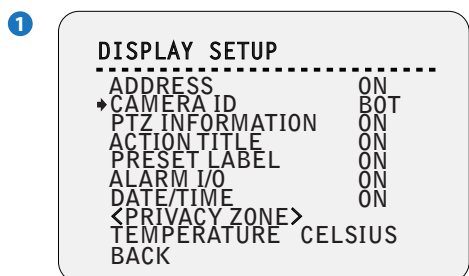 1
DISPLAY SETUP
ADDRESS ON
CAMERA ID BOT
PTZ INFORMATION ON
ACTION TITLE ON
PRESET LABEL ON
ALARM I/O ON
DATE/TIME ON
<PRIVACY ZONE>
TEMPERATURE CELSIUS
BACK